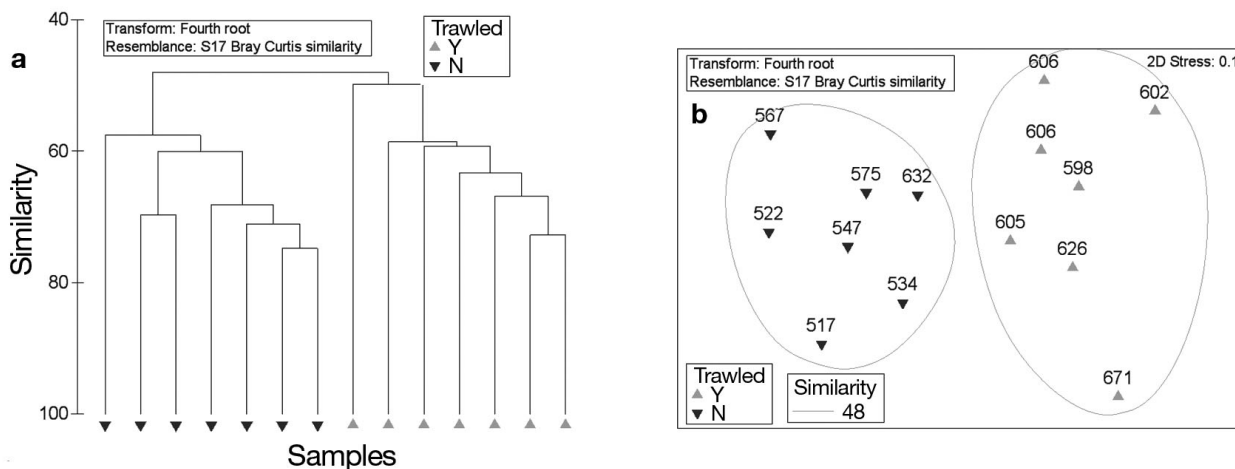 a
Transform: Fourth root
Resemblance: S17 Bray Curtis similarity
Trawled
Y
N
40
60
80
100
Similarity
Samples
b
Transform: Fourth root
Resemblance: S17 Bray Curtis similarity
2D Stress: 0.1
606
602
567
606
575
632
598
522
547
605
626
534
517
671
Trawled
Y
N
Similarity
48